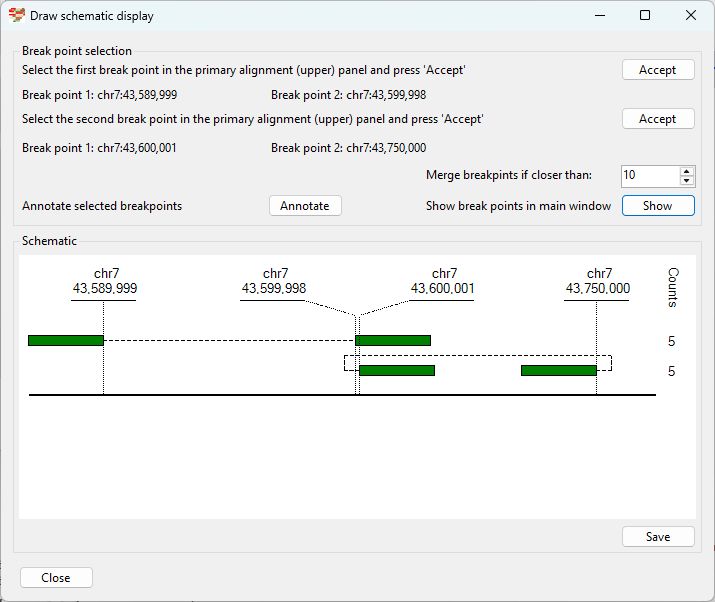 Draw schematic display
Break point selection
Select the first break point in the primary alignment (upper) panel and press 'Accept'
Accept
Break point 1: chr7:43,589,999 Break point 2: chr7:43,599,998
Select the second break point in the primary alignment (upper) panel and press 'Accept'
Accept
Break point 1: chr7:43,600,001 Break point 2: chr7:43,750,000
Merge breakpints if closer than: 10
Annotate selected breakpoints Annotate Show break points in main window Show
Schematic
chr7 chr7 chr7 chr7
43,589,999 43,599,998 43,600,001 43,750,000
Counts
5
5
Save
Close